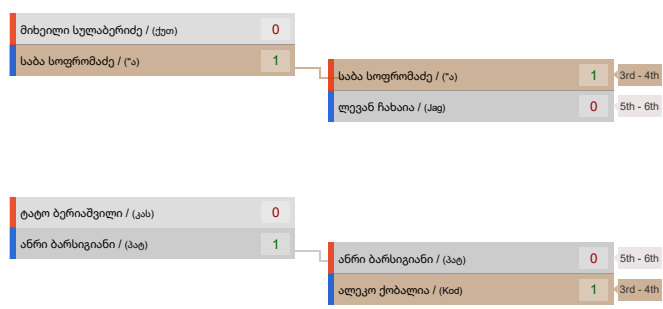 მიხეილი სულაბერიძე / (ქუთ) 0
საბა სოფრომაძე / ("ა) 1
საბა სოფრომაძე / ("ა) 1 3rd - 4th
ლევან ჩახაია / (Jag) 0 5th - 6th
ტატო ბერიაშვილი / (კას) 0
ანრი ბარსიგიანი / (პატ) 1
ანრი ბარსიგიანი / (პატ) 0 5th - 6th
ალეკო ქობალია / (Kod) 1 3rd - 4th